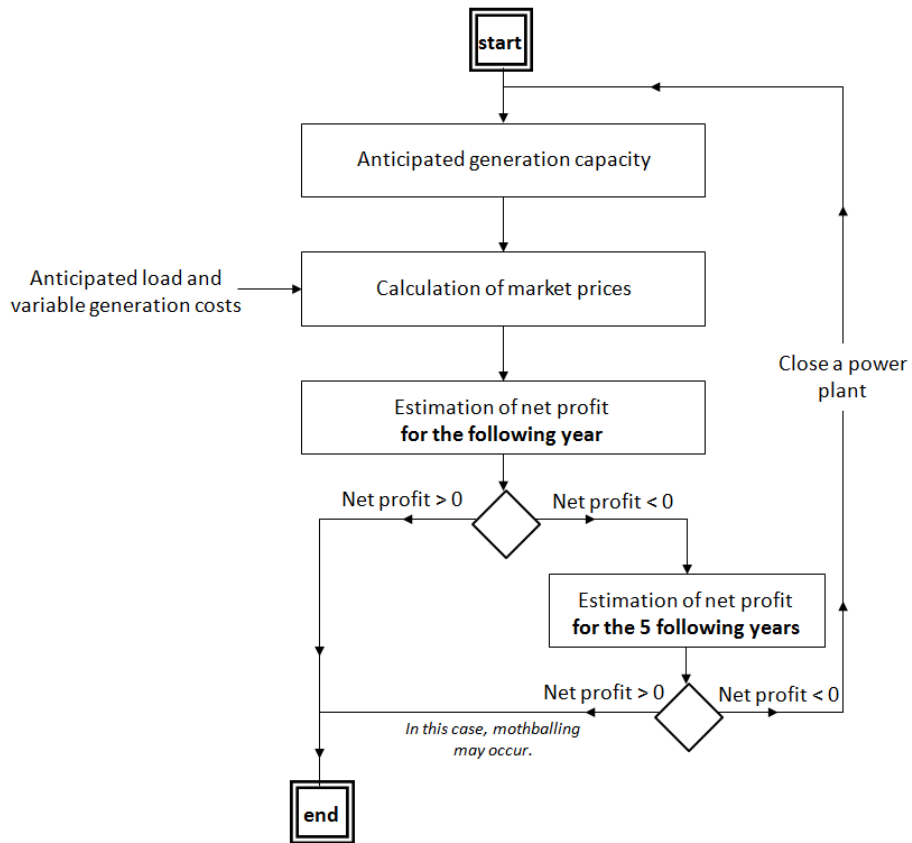 start
Anticipated generation capacity
Anticipated load and
variable generation costs
Calculation of market prices
Close a power
plant
Estimation of net profit
for the following year
Net profit > 0
Net profit < 0
Estimation of net profit
for the 5 following years
Net profit > 0
Net profit < 0
In this case, mothballing
may occur.
end